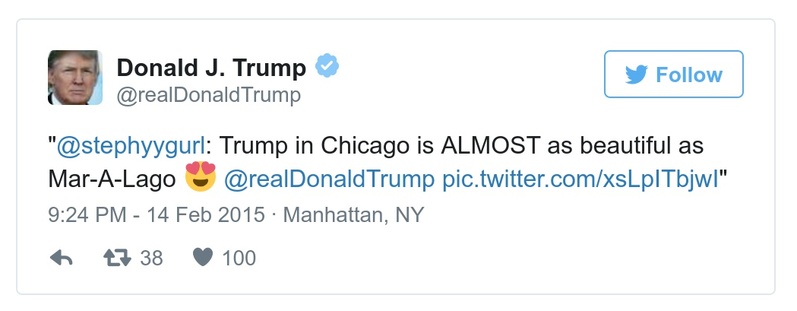 Donald J. Trump
@realDonaldTrump
Follow
"@stephyygurl: Trump in Chicago is ALMOST as beautiful as
Mar-A-Lago 😍 @realDonaldTrump pic.twitter.com/xsLpITbjwI"
9:24 PM - 14 Feb 2015 · Manhattan, NY
38 100